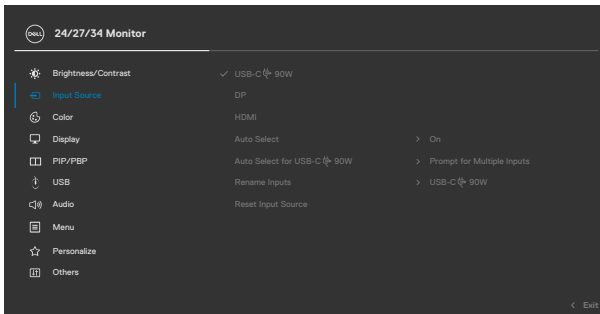 DELL 24/27/34 Monitor
Brightness/Contrast USB-C 90W
Input Source DP
Color HDMI
Display Auto Select On
PIP/PBP Auto Select for USB-C 90W Prompt for Multiple Inputs
USB Rename Inputs USB-C 90W
Audio Reset Input Source
Menu
Personalize
Others
Exit